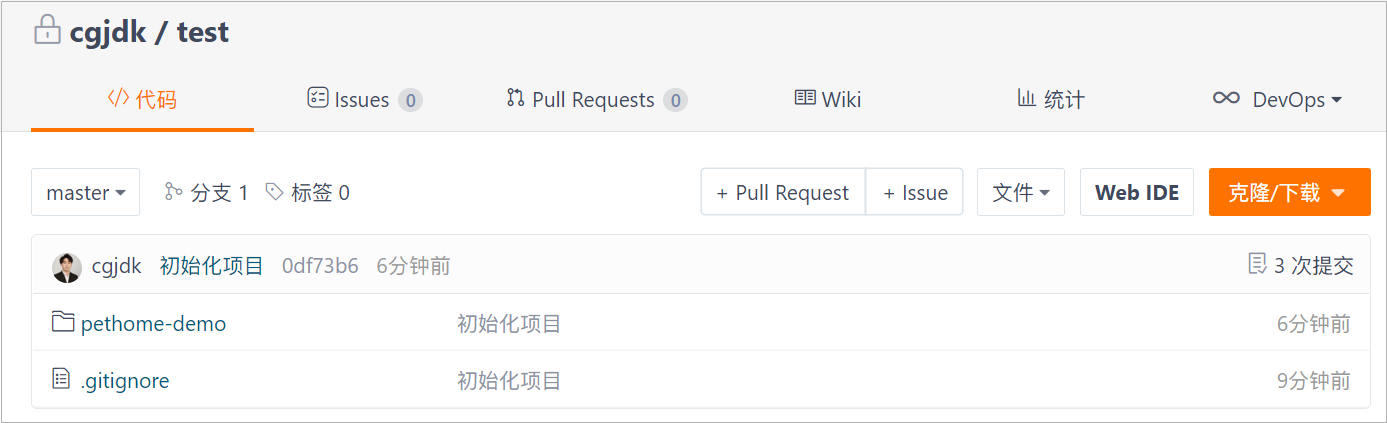 cgjdk / test
代码 Issues 0 Pull Requests 0 Wiki 统计 DevOps
master 分支 1 标签 0 + Pull Request + Issue 文件 Web IDE 克隆/下载
cgjdk 初始化项目 0df73b6 6分钟前 3 次提交
pethome-demo 初始化项目 6分钟前
.gitignore 初始化项目 9分钟前